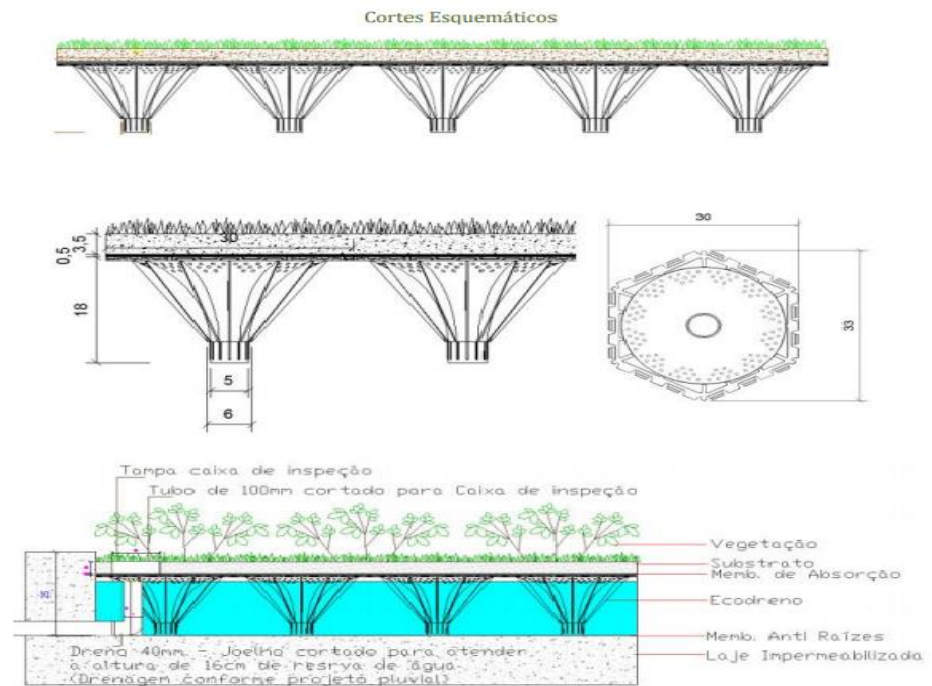 Cortes Esquemáticos
30
0,5
3,5
18
5
6
30
33
Tampa caixa de inspeção
Tubo de 100mm cortado para Caixa de inspeção
Vegetação
Substrato
Memb. de Absorção
Ecodreno
Memb. Anti Raízes
Laje Impermeabilizada
Dreno 40mm - Joelho cortado para atender
a altura de 16cm de resrva de água
(Drenagem conforme projeto pluvial)